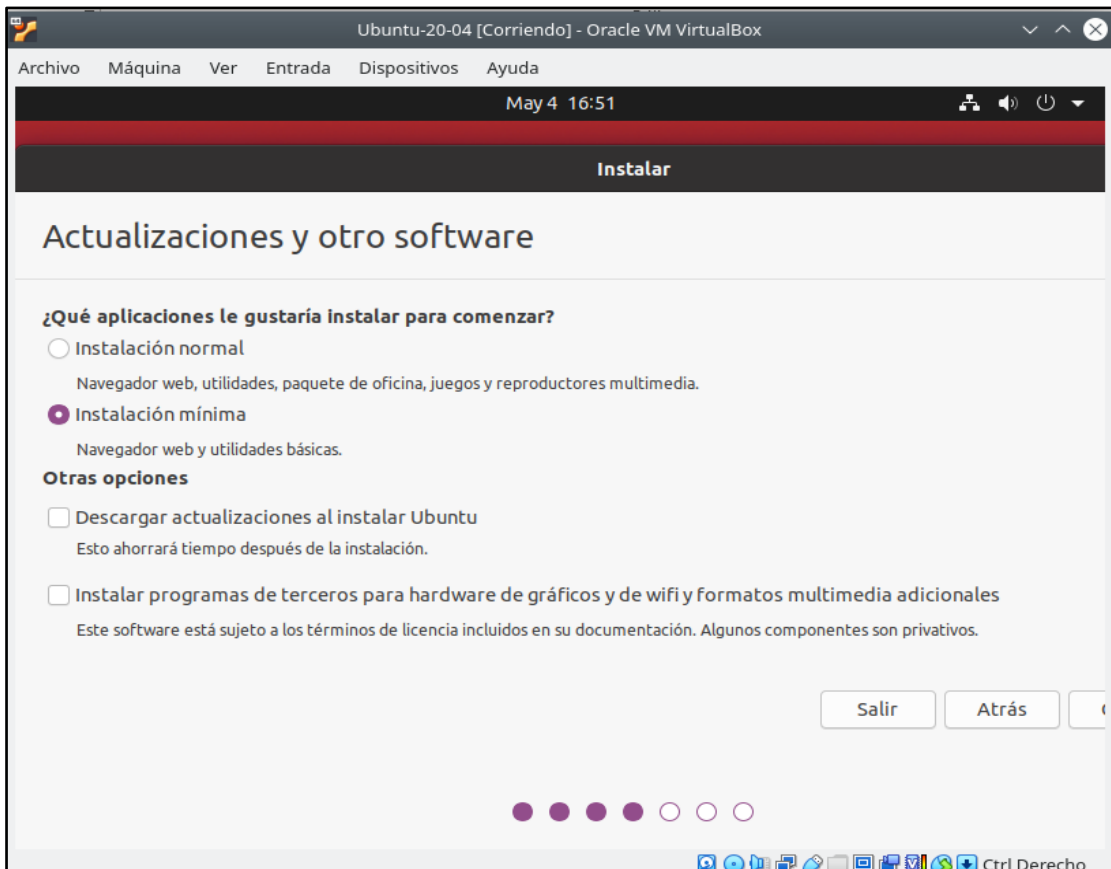 Ubuntu-20-04 [Corriendo] - Oracle VM VirtualBox
Archivo Máquina Ver Entrada Dispositivos Ayuda
May 4 16:51
Instalar
Actualizaciones y otro software
¿Qué aplicaciones le gustaría instalar para comenzar?
Instalación normal
Navegador web, utilidades, paquete de oficina, juegos y reproductores multimedia.
Instalación mínima
Navegador web y utilidades básicas.
Otras opciones
Descargar actualizaciones al instalar Ubuntu
Esto ahorrará tiempo después de la instalación.
Instalar programas de terceros para hardware de gráficos y de wifi y formatos multimedia adicionales
Este software está sujeto a los términos de licencia incluidos en su documentación. Algunos componentes son privativos.
Salir Atrás
Ctrl Derecho